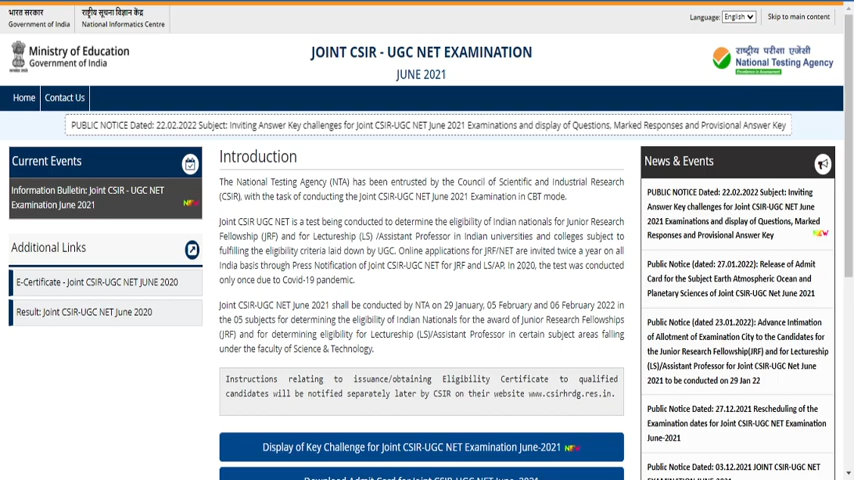 भारत सरकार
Government of India
राष्ट्रीय सूचना विज्ञान केंद्र
National Informatics Centre
Language: English
Skip to main content
Ministry of Education
Government of India
JOINT CSIR - UGC NET EXAMINATION
JUNE 2021
राष्ट्रीय परीक्षा एजेंसी
National Testing Agency
Excellence in Assessment
Home
Contact Us
PUBLIC NOTICE Dated: 22.02.2022 Subject: Inviting Answer Key challenges for Joint CSIR-UGC NET June 2021 Examinations and display of Questions, Marked Responses and Provisional Answer Key
Current Events
Information Bulletin: Joint CSIR - UGC NET
Examination June 2021
NEW
Additional Links
E-Certificate - Joint CSIR-UGC NET JUNE 2020
Result: Joint CSIR-UGC NET June 2020
Introduction
The National Testing Agency (NTA) has been entrusted by the Council of Scientific and Industrial Research
(CSIR), with the task of conducting the Joint CSIR-UGC NET June 2021 Examination in CBT mode.
Joint CSIR UGC NET is a test being conducted to determine the eligibility of Indian nationals for Junior Research
Fellowship (JRF) and for Lectureship (LS) /Assistant Professor in Indian universities and colleges subject to
fulfilling the eligibility criteria laid down by UGC. Online applications for JRF/NET are invited twice a year on all
India basis through Press Notification of Joint CSIR-UGC NET for JRF and LS/AP. In 2020, the test was conducted
only once due to Covid-19 pandemic.
Joint CSIR-UGC NET June 2021 shall be conducted by NTA on 29 January, 05 February and 06 February 2022 in
the 05 subjects for determining the eligibility of Indian Nationals for the award of Junior Research Fellowships
(JRF) and for determining eligibility for Lectureship (LS)/Assistant Professor in certain subject areas falling
under the faculty of Science & Technology.
Instructions relating to issuance/obtaining Eligibility Certificate to qualified
candidates will be notified separately later by CSIR on their website www.csirhrdg.res.in.
Display of Key Challenge for Joint CSIR-UGC NET Examination June-2021 NEW
Download Admit Card for Joint CSIR-UGC NET June, 2021
News & Events
PUBLIC NOTICE Dated: 22.02.2022 Subject: Inviting
Answer Key challenges for Joint CSIR-UGC NET June
2021 Examinations and display of Questions, Marked
Responses and Provisional Answer Key NEW
Public Notice (dated: 27.01.2022): Release of Admit
Card for the Subject Earth Atmospheric Ocean and
Planetary Sciences of Joint CSIR-UGC Net June 2021
Public Notice (dated 23.01.2022): Advance Intimation
of Allotment of Examination City to the Candidates for
the Junior Research Fellowship(JRF) and for Lectureship
(LS)/Assistant Professor for Joint CSIR-UGC Net June
2021 to be conducted on 29 Jan 22
Public Notice Dated: 27.12.2021 Rescheduling of the
Examination dates for Joint CSIR-UGC NET Examination
June-2021
Public Notice Dated: 03.12.2021 JOINT CSIR-UGC NET
EXAMINATION JUNE 2021